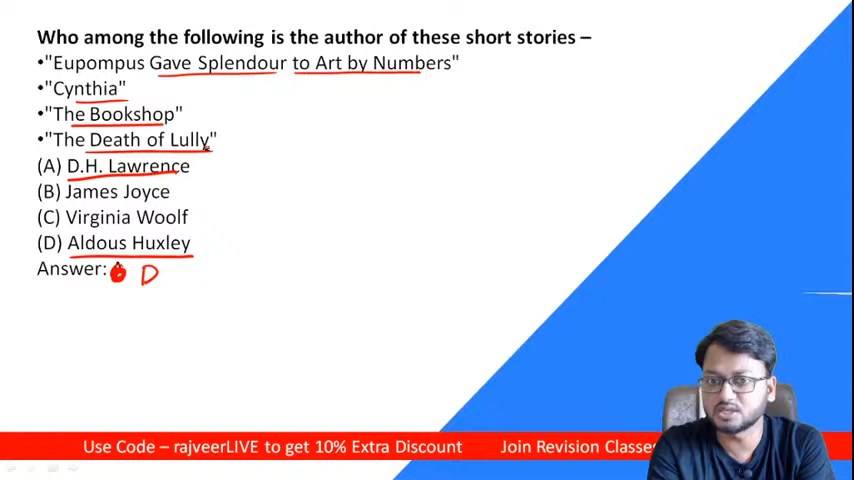 Who among the following is the author of these short stories –
•"Eupompus Gave Splendour to Art by Numbers"
•"Cynthia"
•"The Bookshop"
•"The Death of Lully"
(A) D.H. Lawrence
(B) James Joyce
(C) Virginia Woolf
(D) Aldous Huxley
Answer: D
Use Code – rajveerLIVE to get 10% Extra Discount Join Revision Classes